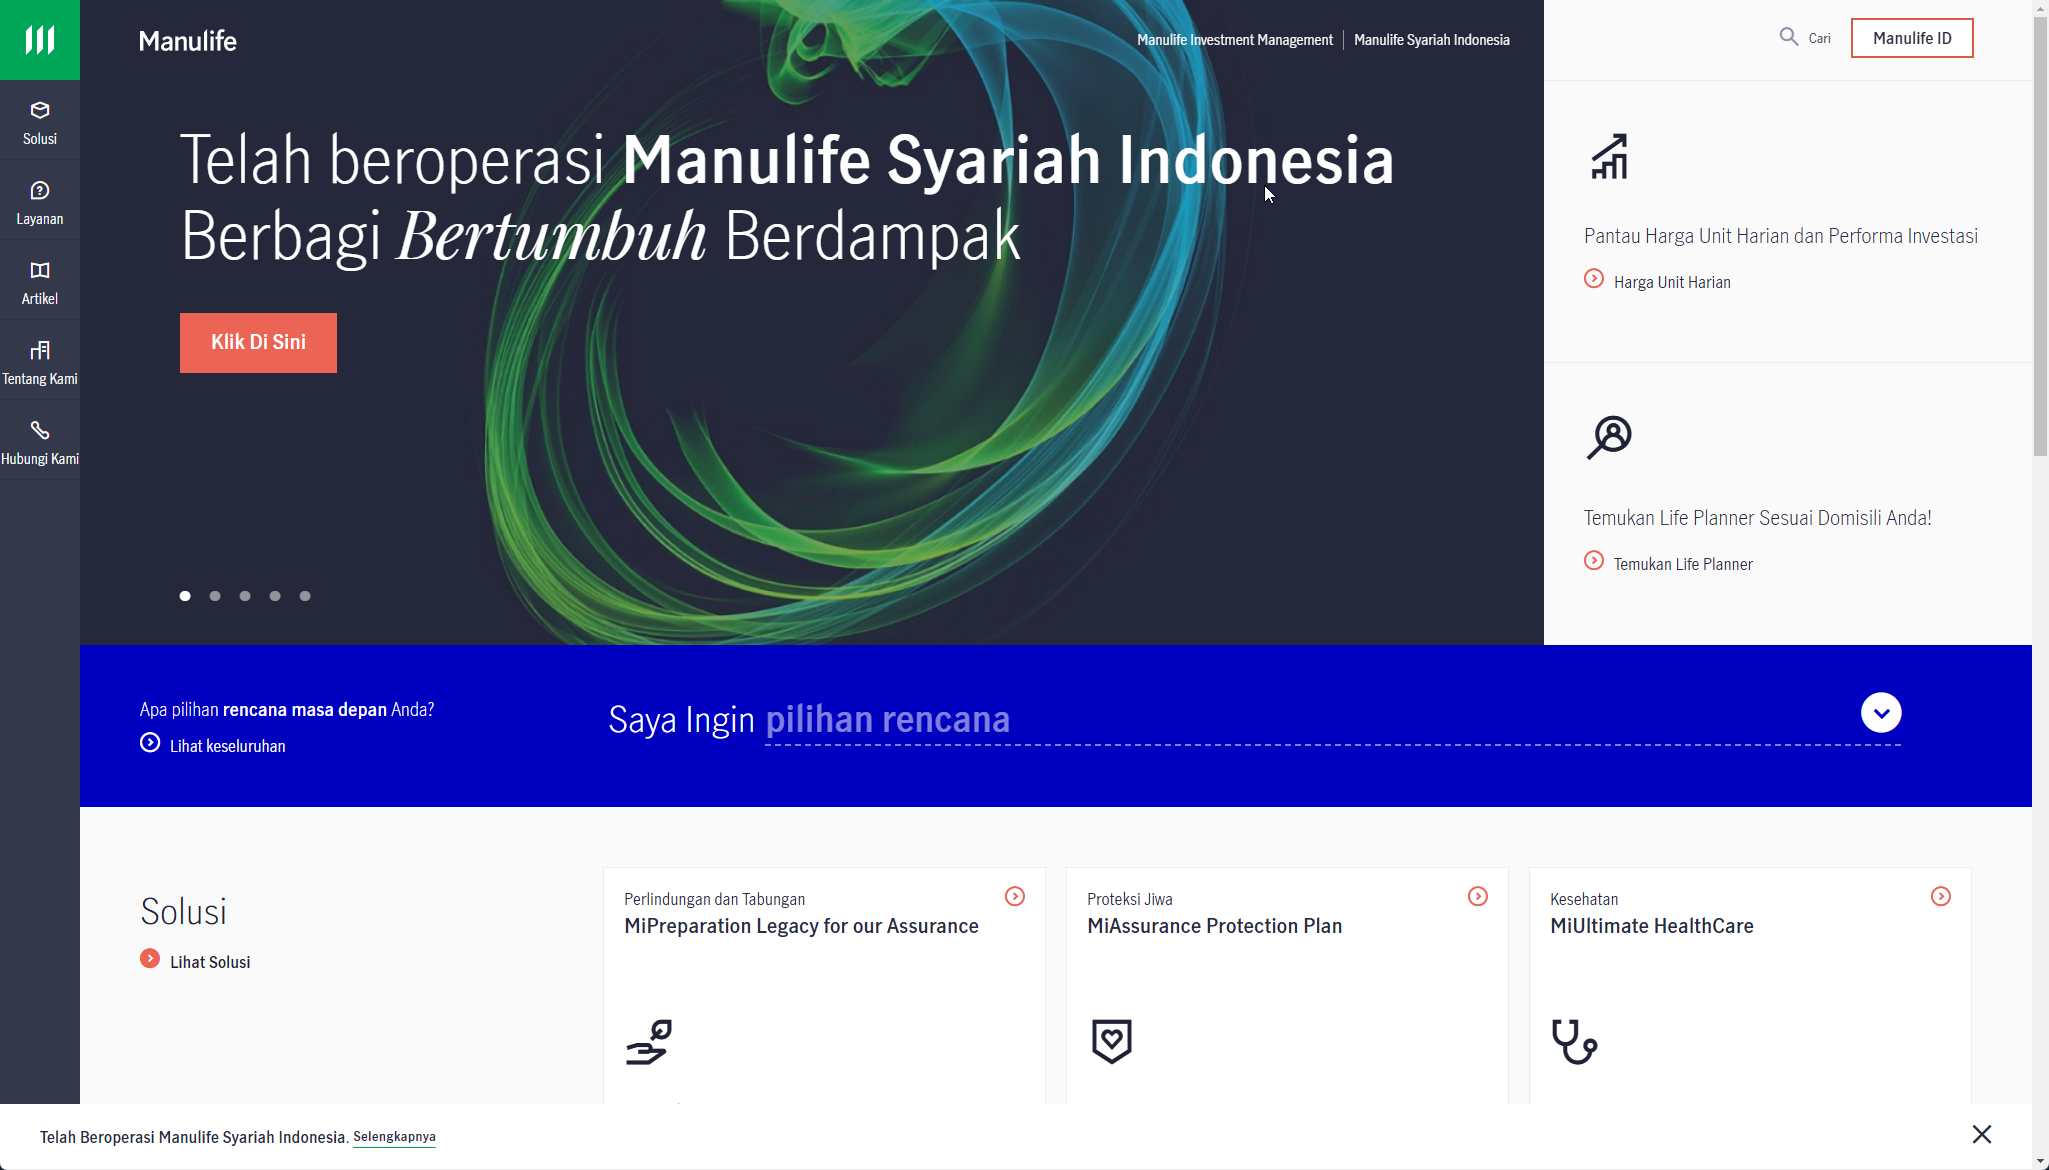 Manulife
Manulife Investment Management
Manulife Syariah Indonesia
Cari
Manulife ID
Solusi
Layanan
Artikel
Tentang Kami
Hubungi Kami
Telah beroperasi Manulife Syariah Indonesia
Berbagi Bertumbuh Berdampak
Klik Di Sini
Pantau Harga Unit Harian dan Performa Investasi
Harga Unit Harian
Temukan Life Planner Sesuai Domisili Anda!
Temukan Life Planner
Apa pilihan rencana masa depan Anda?
Lihat keseluruhan
Saya Ingin pilihan rencana
Solusi
Lihat Solusi
Perlindungan dan Tabungan
MiPreparation Legacy for our Assurance
Proteksi Jiwa
MiAssurance Protection Plan
Kesehatan
MiUltimate HealthCare
Telah Beroperasi Manulife Syariah Indonesia. Selengkapnya